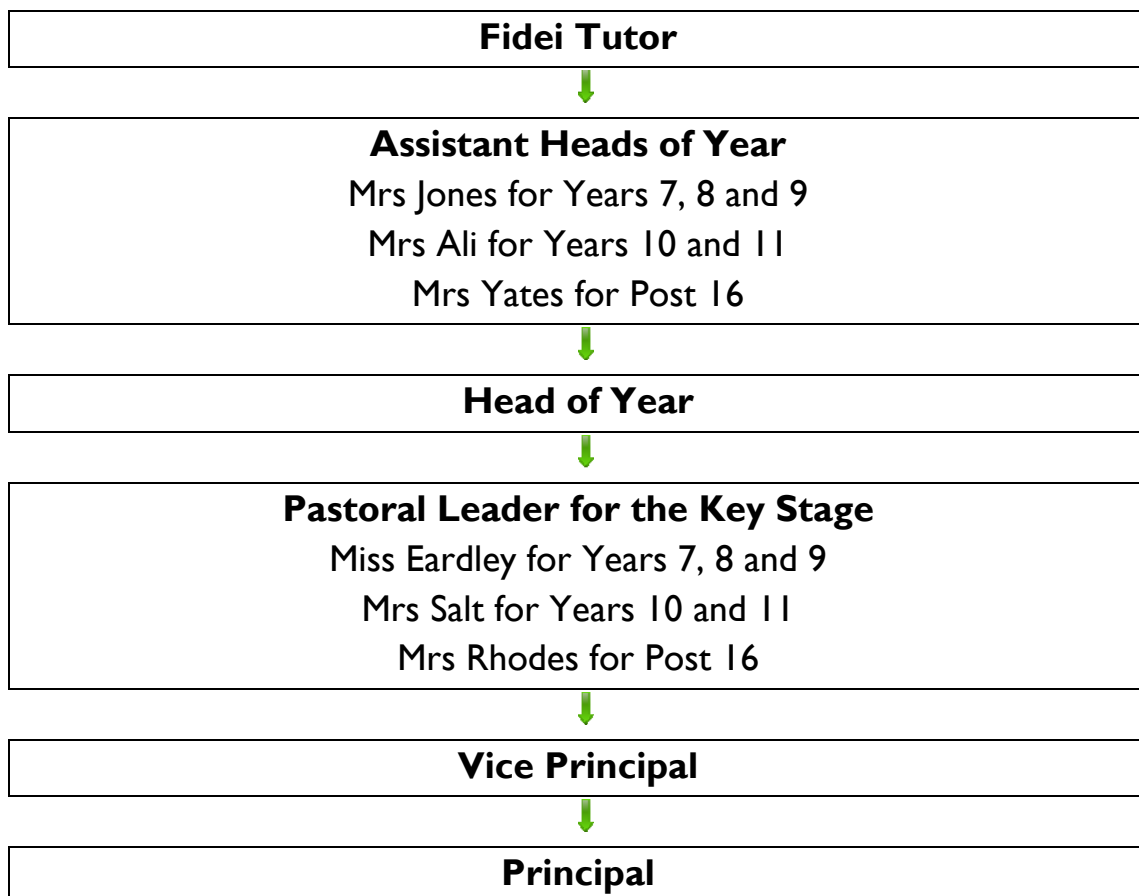 Fidei Tutor
Assistant Heads of Year
Mrs Jones for Years 7, 8 and 9
Mrs Ali for Years 10 and 11
Mrs Yates for Post 16
Head of Year
Pastoral Leader for the Key Stage
Miss Eardley for Years 7, 8 and 9
Mrs Salt for Years 10 and 11
Mrs Rhodes for Post 16
Vice Principal
Principal